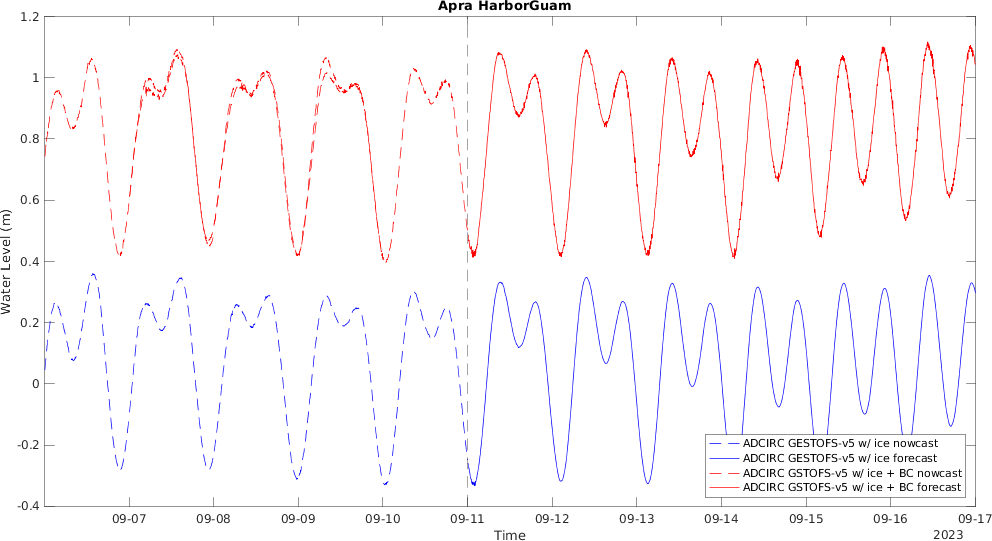 Apra HarborGuam
1.2
1
0.8
0.6
0.4
0.2
0
-0.2
-0.4
Water Level (m)
ADCIRC GESTOFS-v5 w/ ice nowcast
ADCIRC GESTOFS-v5 w/ ice forecast
ADCIRC GSTOFS-v5 w/ ice + BC nowcast
ADCIRC GSTOFS-v5 w/ ice + BC forecast
09-07 09-08 09-09 09-10 09-11 09-12 09-13 09-14 09-15 09-16 09-17
Time
2023